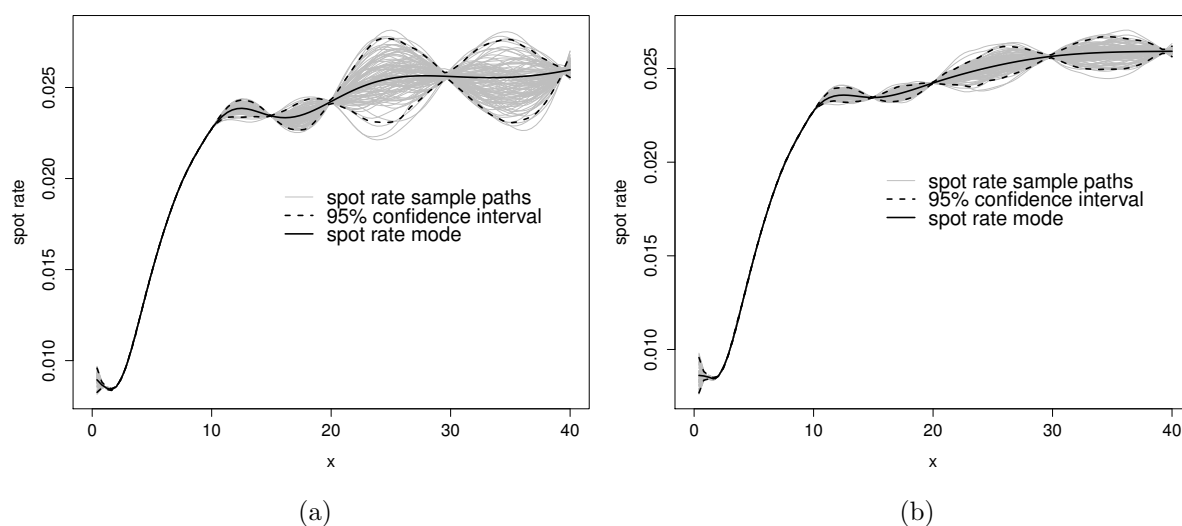 0.025
0.020
0.015
0.010
spot rate
0 10 20 30 40
x
spot rate sample paths
95% confidence interval
spot rate mode
(a)
0.025
0.020
0.015
0.010
spot rate
0 10 20 30 40
x
spot rate sample paths
95% confidence interval
spot rate mode
(b)